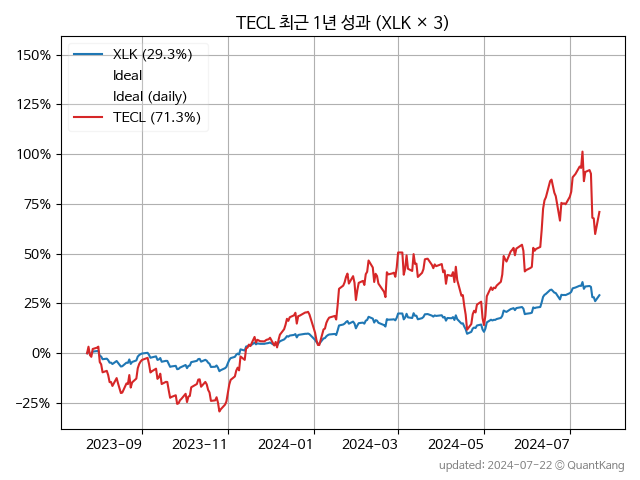 TECL 최근 1년 성과 (XLK × 3)
150%
125%
100%
75%
50%
25%
0%
−25%
XLK (29.3%)
Ideal
Ideal (daily)
TECL (71.3%)
2023−09
2023−11
2024−01
2024−03
2024−05
2024−07
updated: 2024−07−22 © QuantKang